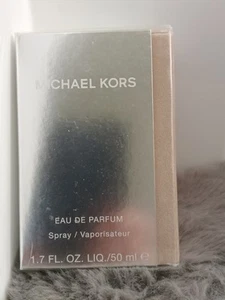 MICHAEL KORS
EAU DE PARFUM
Spray / Vaporisateur
1.7 FL. OZ. LIQ./50 ml e